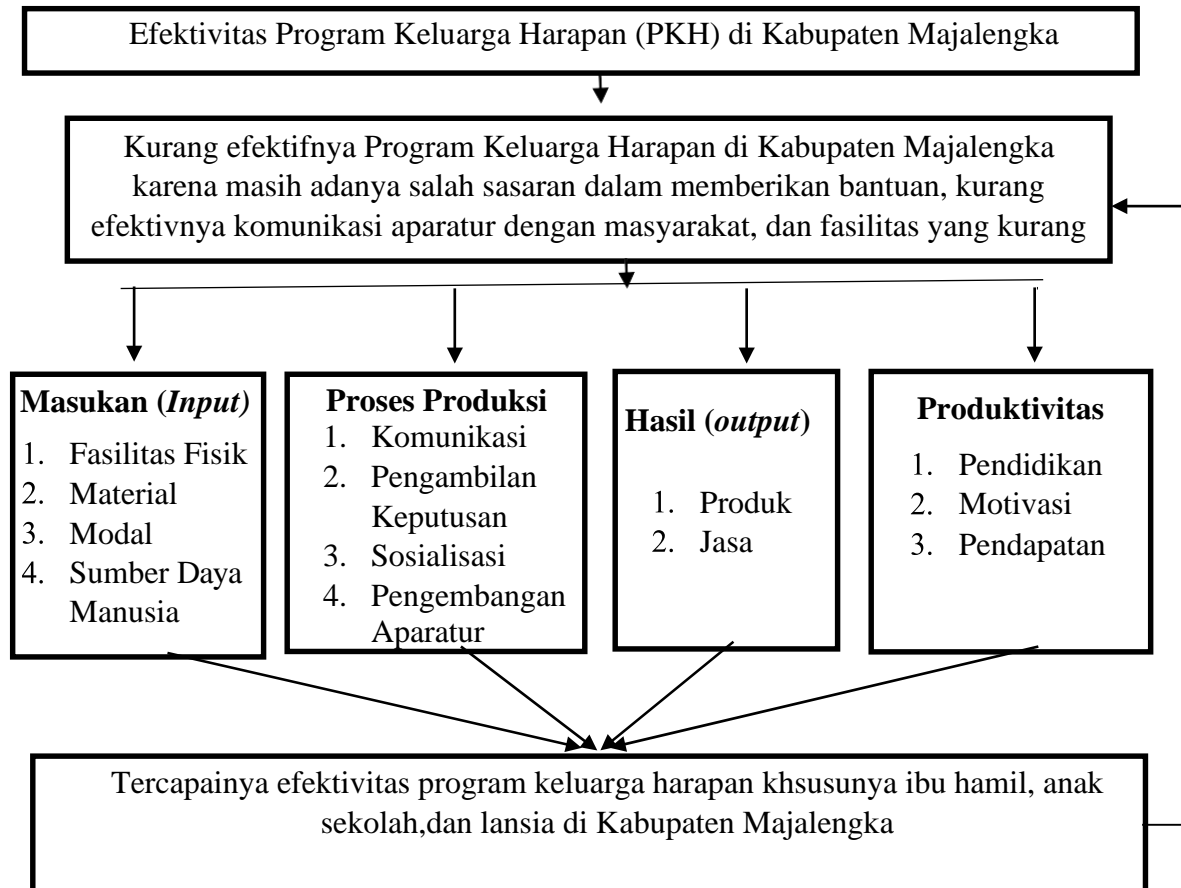 Efektivitas Program Keluarga Harapan (PKH) di Kabupaten Majalengka
Kurang efektifnya Program Keluarga Harapan di Kabupaten Majalengka
karena masih adanya salah sasaran dalam memberikan bantuan, kurang
efektivnya komunikasi aparatur dengan masyarakat, dan fasilitas yang kurang
Masukan (Input)
1. Fasilitas Fisik
2. Material
3. Modal
4. Sumber Daya
Manusia
Proses Produksi
1. Komunikasi
2. Pengambilan
Keputusan
3. Sosialisasi
4. Pengembangan
Aparatur
Hasil (output)
1. Produk
2. Jasa
Produktivitas
1. Pendidikan
2. Motivasi
3. Pendapatan
Tercapainya efektivitas program keluarga harapan khsusunya ibu hamil, anak
sekolah,dan lansia di Kabupaten Majalengka